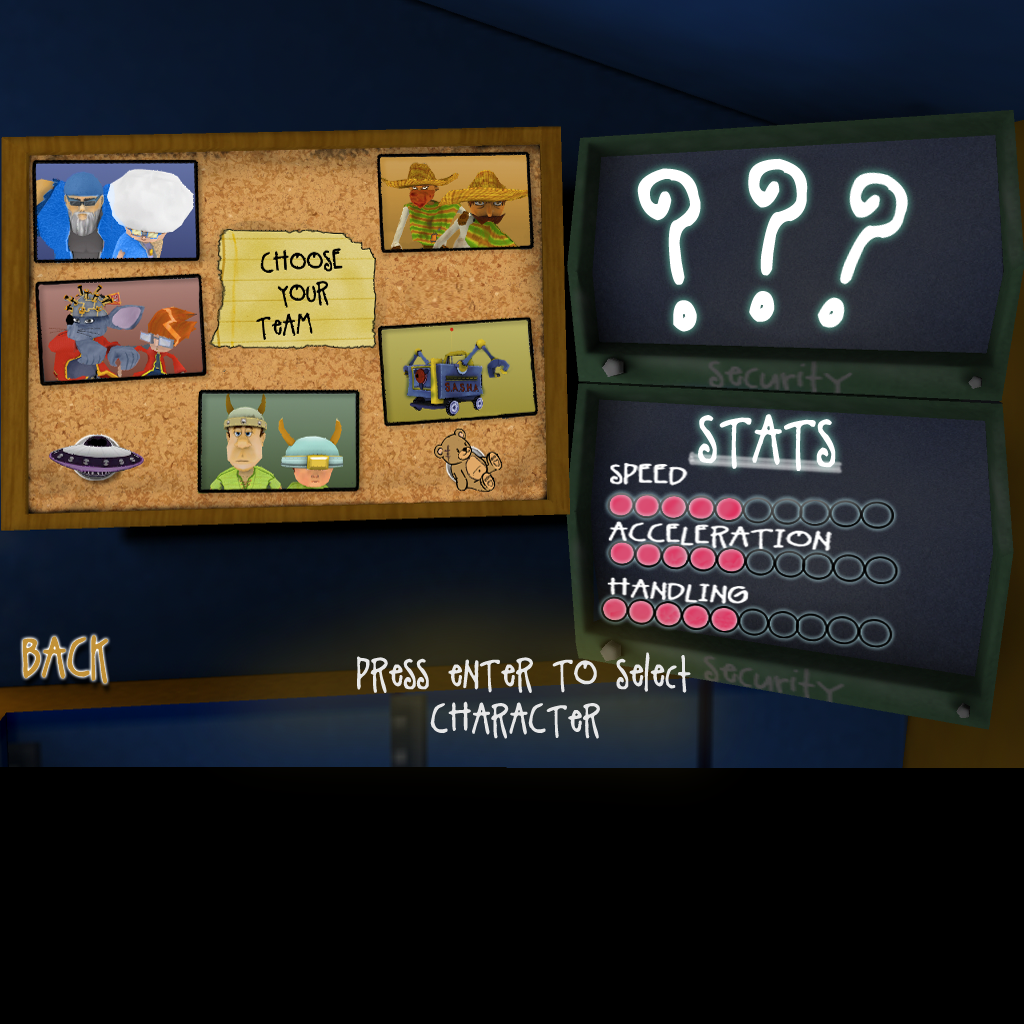 CHOOSE
YOUR
TEAM
? ? ?
Security
STATS
SPEED
ACCELERATION
HANDLING
Security
BACK
PRESS ENTER TO SELECT
CHARACTER